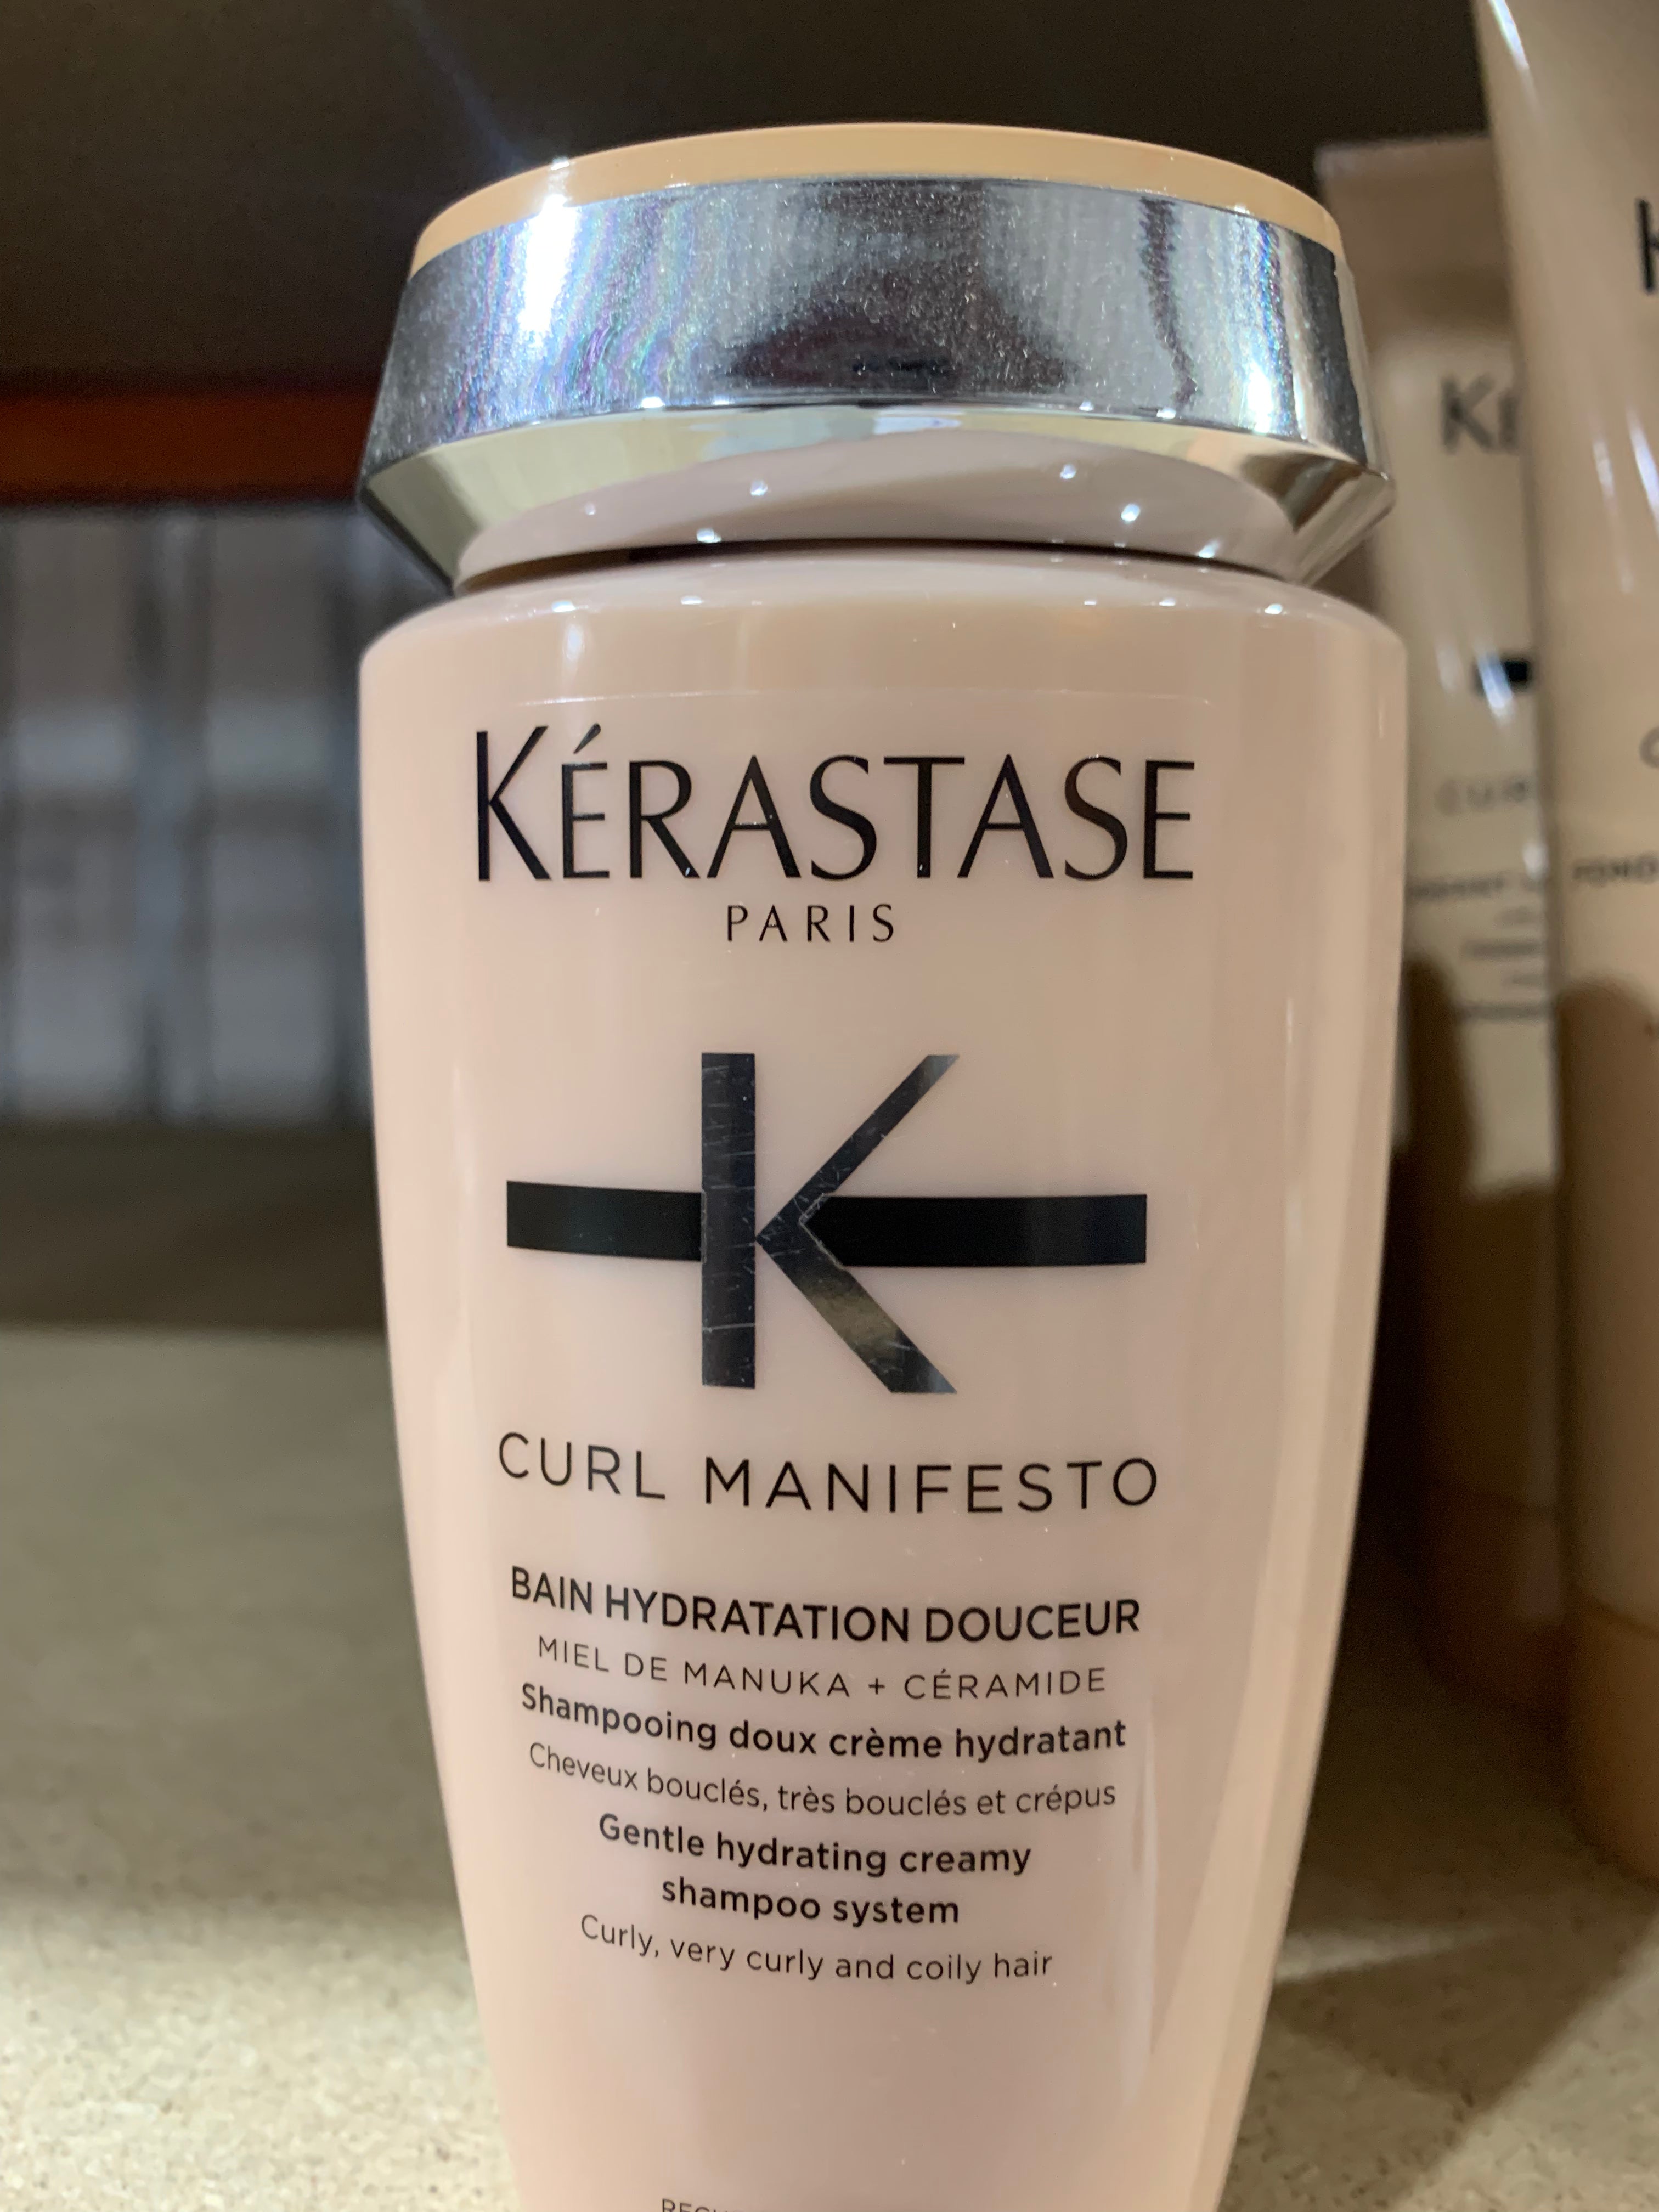 KÉRASTASE
PARIS
K
CURL MANIFESTO
BAIN HYDRATATION DOUCEUR
MIEL DE MANUKA + CÉRAMIDE
Shampooing doux crème hydratant
Cheveux bouclés, très bouclés et crépus
Gentle hydrating creamy
shampoo system
Curly, very curly and coily hair